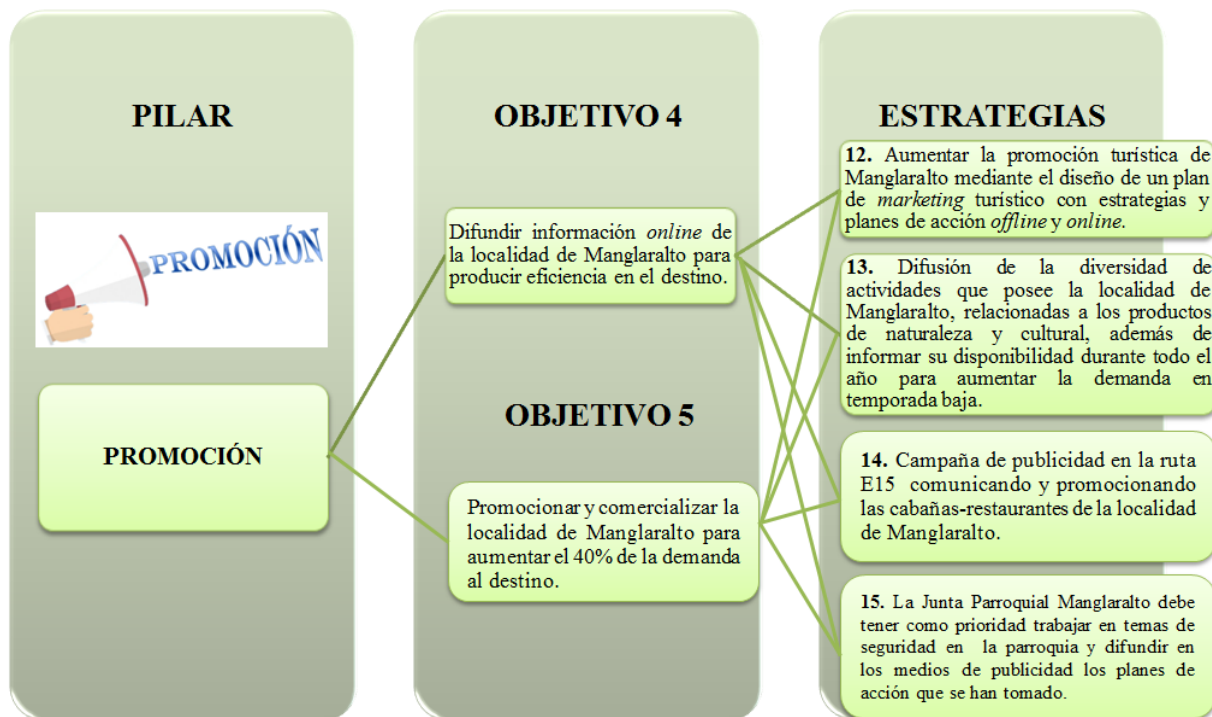 PILAR
PROMOCIÓN
PROMOCIÓN
OBJETIVO 4
Difundir información online de
la localidad de Manglaralto para
producir eficiencia en el destino.
OBJETIVO 5
Promocionar y comercializar la
localidad de Manglaralto para
aumentar el 40% de la demanda
al destino.
ESTRATEGIAS
12. Aumentar la promoción turística de
Manglaralto mediante el diseño de un plan
de marketing turístico con estrategias y
planes de acción offline y online.
13. Difusión de la diversidad de
actividades que posee la localidad de
Manglaralto, relacionadas a los productos
de naturaleza y cultural, además de
informar su disponibilidad durante todo el
año para aumentar la demanda en
temporada baja.
14. Campaña de publicidad en la ruta
E15 comunicando y promocionando
las cabañas-restaurantes de la localidad
de Manglaralto.
15. La Junta Parroquial Manglaralto debe
tener como prioridad trabajar en temas de
seguridad en la parroquia y difundir en
los medios de publicidad los planes de
acción que se han tomado.